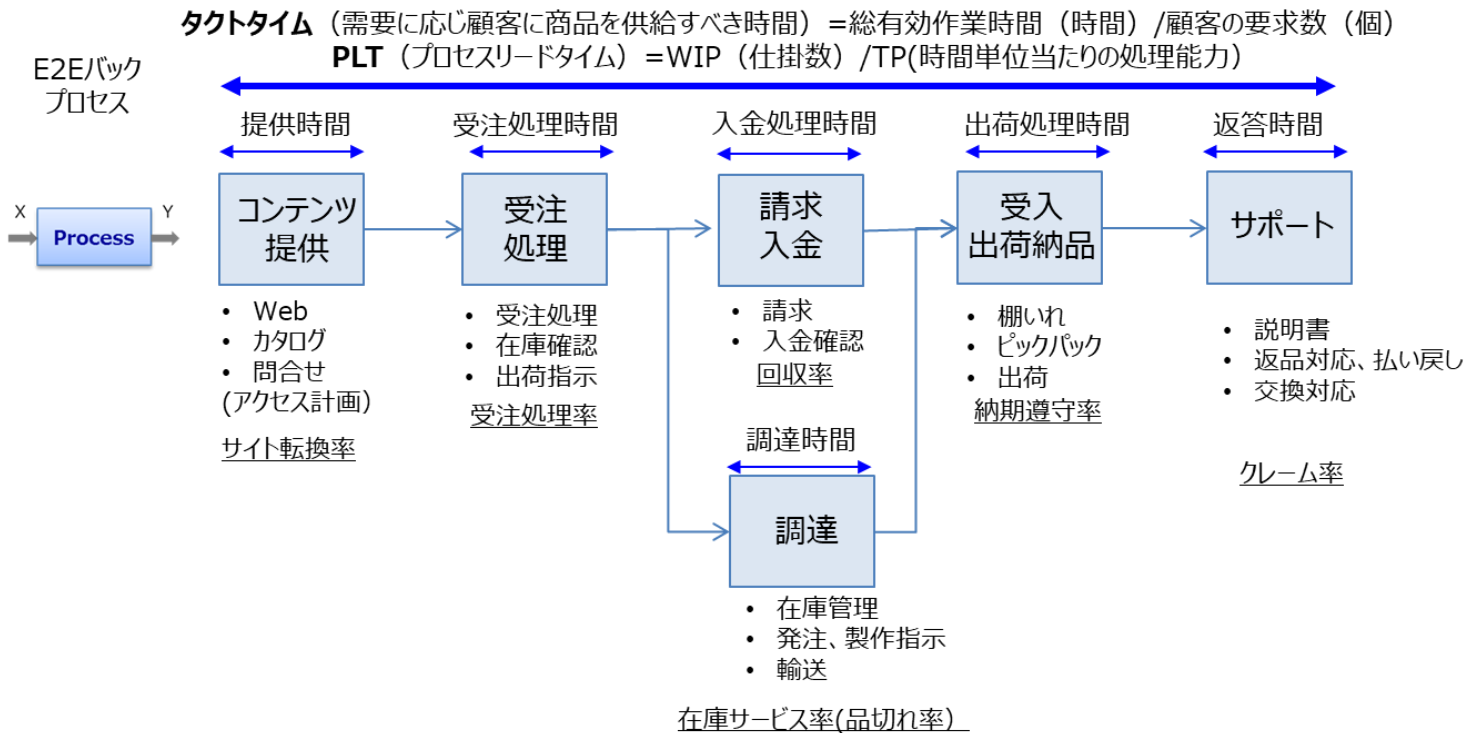 タクトタイム（需要に応じ顧客に商品を供給すべき時間）=総有効作業時間（時間）/顧客の要求数（個）
PLT（プロセスリードタイム）=WIP（仕掛数）/TP(時間単位当たりの処理能力）
E2Eバック
プロセス
X
Process
Y
提供時間
コンテンツ
提供
• Web
• カタログ
• 問合せ
(アクセス計画）
サイト転換率
受注処理時間
受注
処理
• 受注処理
• 在庫確認
• 出荷指示
受注処理率
入金処理時間
請求
入金
• 請求
• 入金確認
回収率
調達時間
調達
• 在庫管理
• 発注、製作指示
• 輸送
在庫サービス率(品切れ率）
出荷処理時間
受入
出荷納品
• 棚いれ
• ピックパック
• 出荷
納期遵守率
返答時間
サポート
• 説明書
• 返品対応、払い戻し
• 交換対応
クレーム率